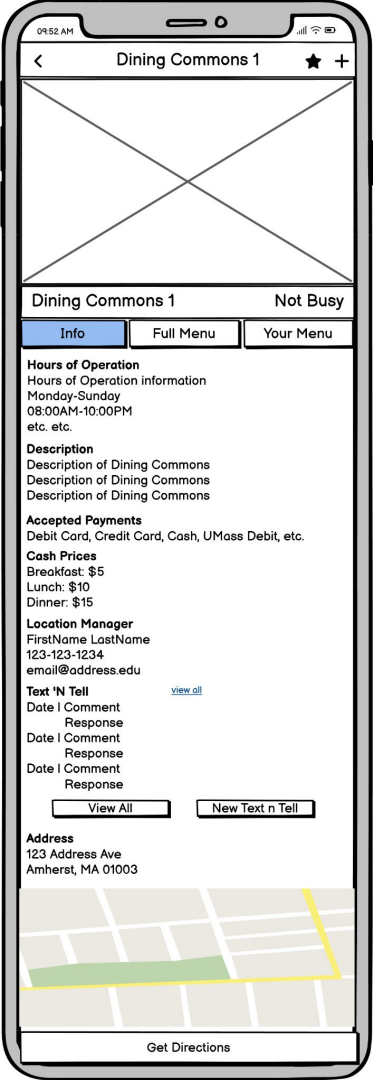 09:52 AM
Dining Commons 1
Dining Commons 1 Not Busy
Info Full Menu Your Menu
Hours of Operation
Hours of Operation information
Monday-Sunday
08:00AM-10:00PM
etc. etc.
Description
Description of Dining Commons
Description of Dining Commons
Description of Dining Commons
Accepted Payments
Debit Card, Credit Card, Cash, UMass Debit, etc.
Cash Prices
Breakfast: $5
Lunch: $10
Dinner: $15
Location Manager
FirstName LastName
123-123-1234
email@address.edu
Text 'N Tell view all
Date | Comment
Response
Date | Comment
Response
Date | Comment
Response
View All New Text n Tell
Address
123 Address Ave
Amherst, MA 01003
Get Directions